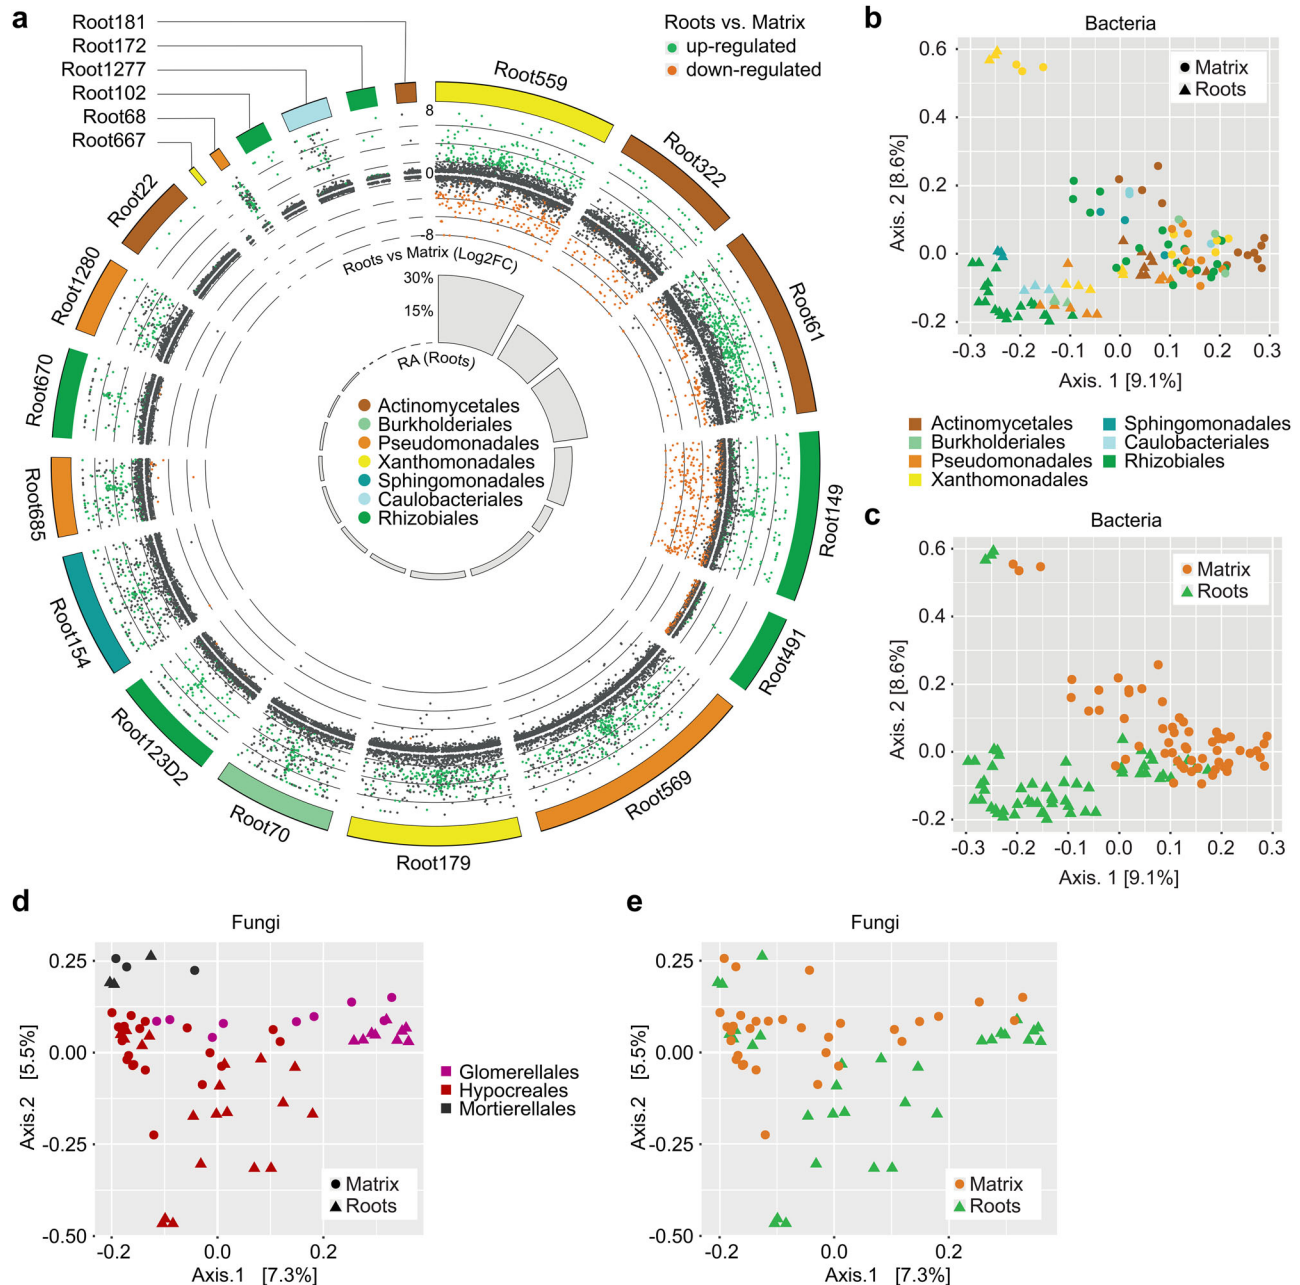 a
Root181
Root172
Root1277
Root102
Root68
Root667
Roots vs. Matrix
up-regulated
down-regulated
Root559
Root322
Root61
Root149
Root491
Root569
Root179
Root70
Root123D2
Root154
Root685
Root670
Root1280
Root22
8
0
-8
Roots vs Matrix (Log2FC)
30%
15%
RA (Roots)
Actinomycetales
Burkholderiales
Pseudomonadales
Xanthomonadales
Sphingomonadales
Caulobacteriales
Rhizobiales
b
Bacteria
Matrix
Roots
0.6
0.4
0.2
0.0
-0.2
Axis. 2 [8.6%]
-0.3 -0.2 -0.1 0.0 0.1 0.2 0.3
Axis. 1 [9.1%]
Actinomycetales
Burkholderiales
Pseudomonadales
Xanthomonadales
Sphingomonadales
Caulobacteriales
Rhizobiales
c
Bacteria
Matrix
Roots
0.6
0.4
0.2
0.0
-0.2
Axis. 2 [8.6%]
-0.3 -0.2 -0.1 0.0 0.1 0.2 0.3
Axis. 1 [9.1%]
d
Fungi
0.25
0.00
-0.25
-0.50
Axis.2 [5.5%]
Matrix
Roots
-0.2 0.0 0.2
Axis.1 [7.3%]
Glomerellales
Hypocreales
Mortierellales
e
Fungi
0.25
0.00
-0.25
-0.50
Axis.2 [5.5%]
Matrix
Roots
-0.2 0.0 0.2
Axis.1 [7.3%]